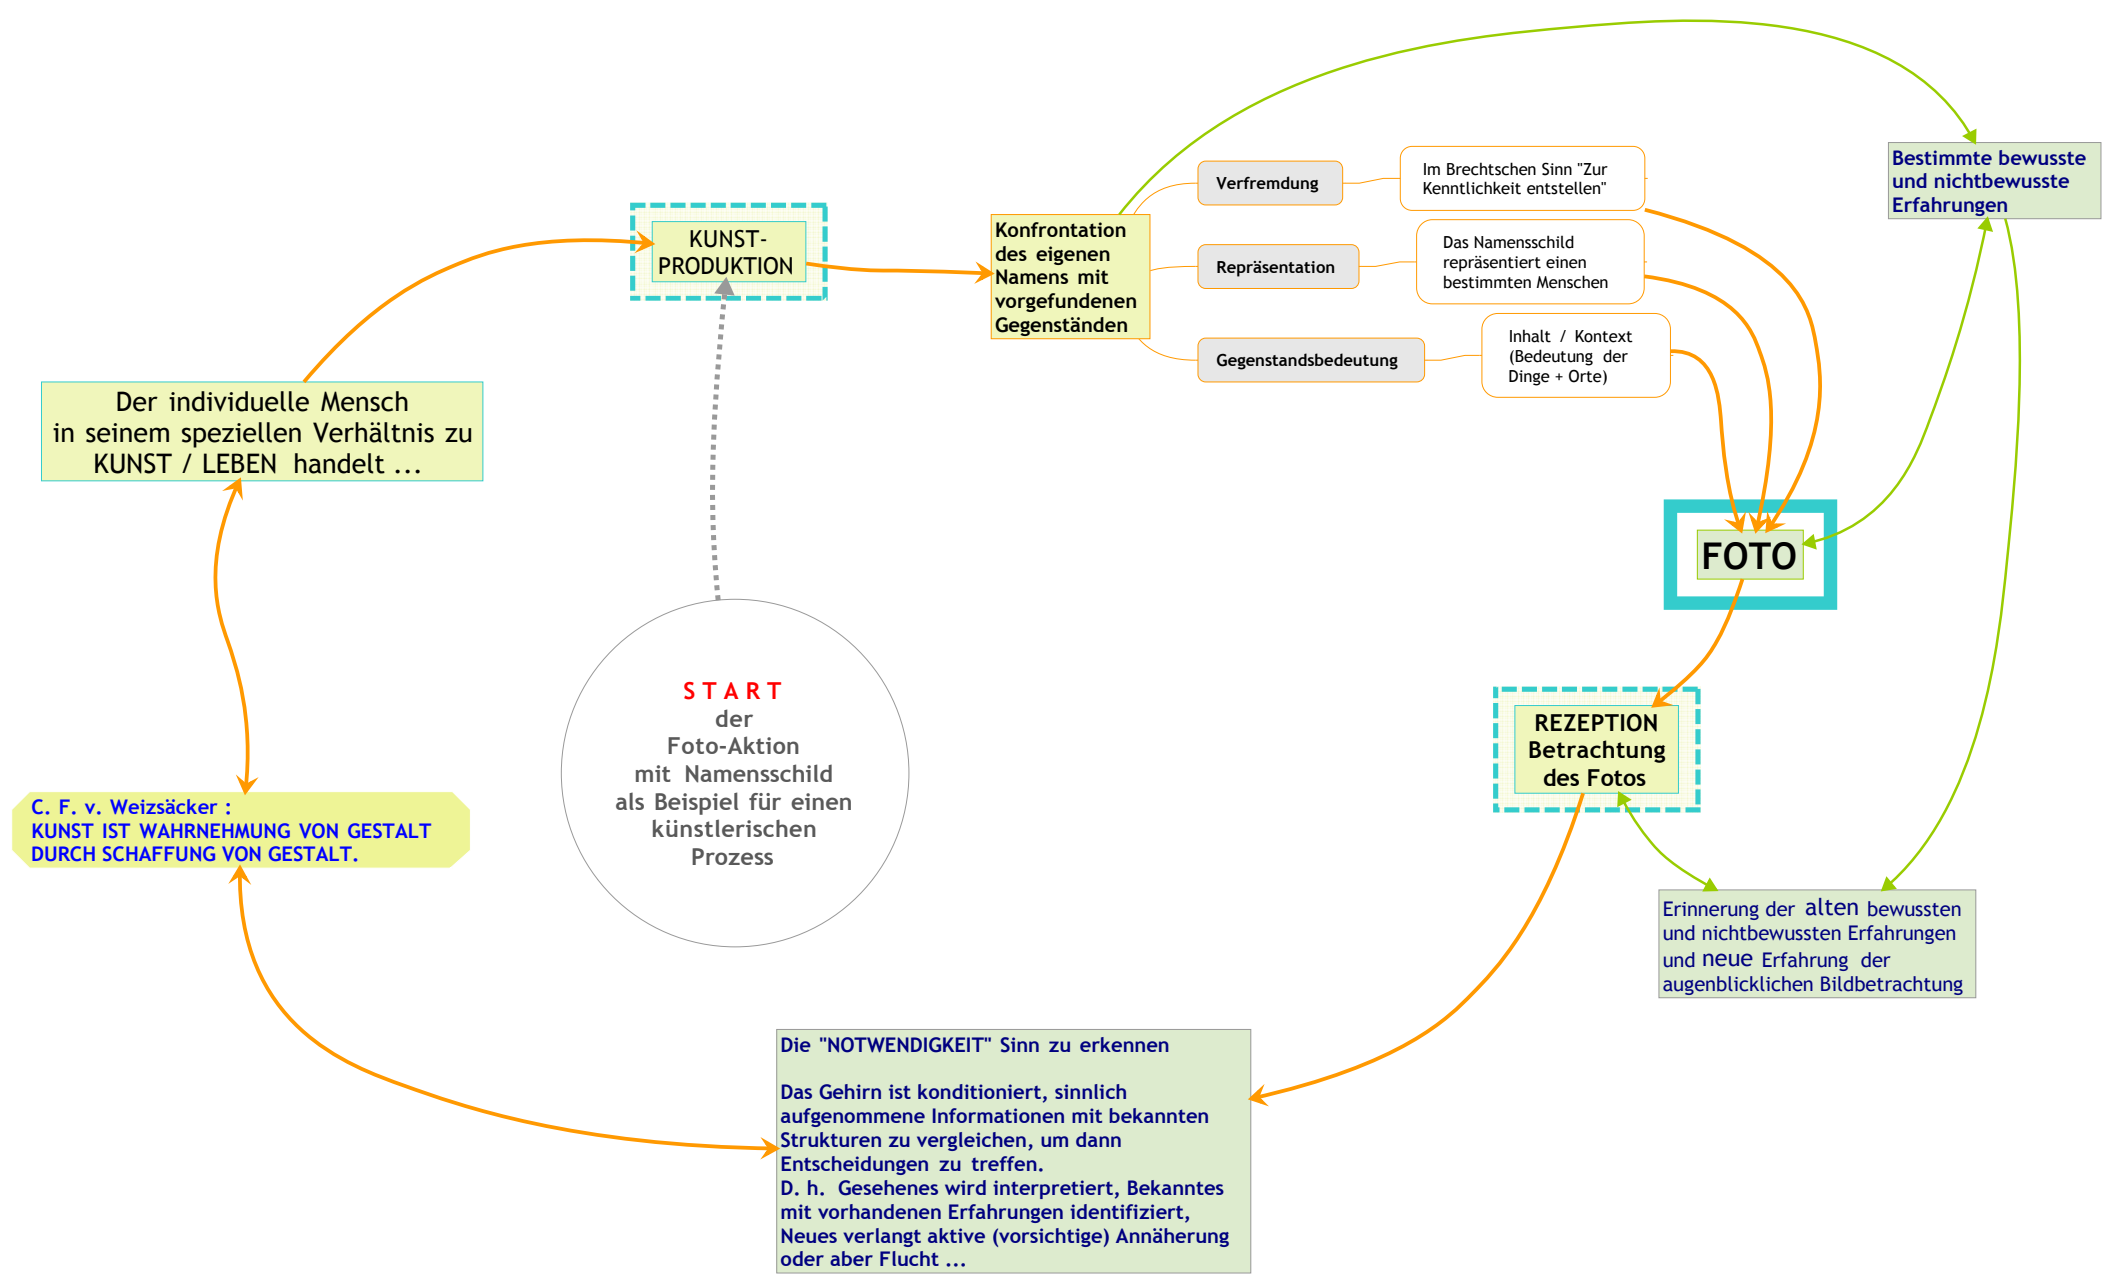 Bestimmte bewusste
und nichtbewusste
Erfahrungen
Verfremdung
Im Brechtschen Sinn "Zur
Kenntlichkeit entstellen"
KUNST-
PRODUKTION
Konfrontation
des eigenen
Namens mit
vorgefundenen
Gegenständen
Repräsentation
Das Namensschild
repräsentiert einen
bestimmten Menschen
Gegenstandsbedeutung
Inhalt / Kontext
(Bedeutung der
Dinge + Orte)
Der individuelle Mensch
in seinem speziellen Verhältnis zu
KUNST / LEBEN handelt ...
FOTO
S T A R T
der
Foto-Aktion
mit Namensschild
als Beispiel für einen
künstlerischen
Prozess
REZEPTION
Betrachtung
des Fotos
C. F. v. Weizsäcker :
KUNST IST WAHRNEHMUNG VON GESTALT
DURCH SCHAFFUNG VON GESTALT.
Erinnerung der alten bewussten
und nichtbewussten Erfahrungen
und neue Erfahrung der
augenblicklichen Bildbetrachtung
Die "NOTWENDIGKEIT" Sinn zu erkennen
Das Gehirn ist konditioniert, sinnlich
aufgenommene Informationen mit bekannten
Strukturen zu vergleichen, um dann
Entscheidungen zu treffen.
D. h. Gesehenes wird interpretiert, Bekanntes
mit vorhandenen Erfahrungen identifiziert,
Neues verlangt aktive (vorsichtige) Annäherung
oder aber Flucht ...